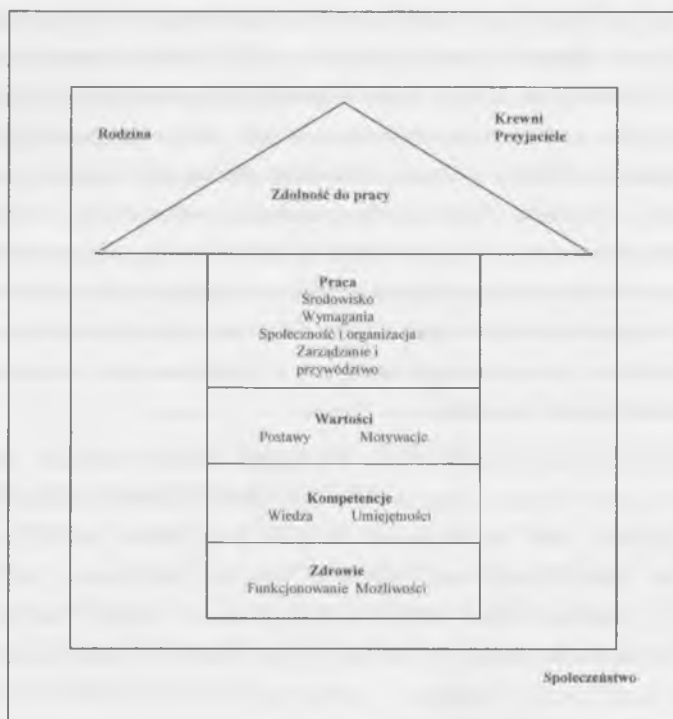 Rodzina
Krewni
Przyjaciele
Zdolność do pracy
Praca
Środowisko
Wymagania
Społeczność i organizacja
Zarządzanie i
przywództwo
Wartości
Postawy Motywacje
Kompetencje
Wiedza Umiejętności
Zdrowie
Funkcjonowanie Możliwości
Społeczeństwo